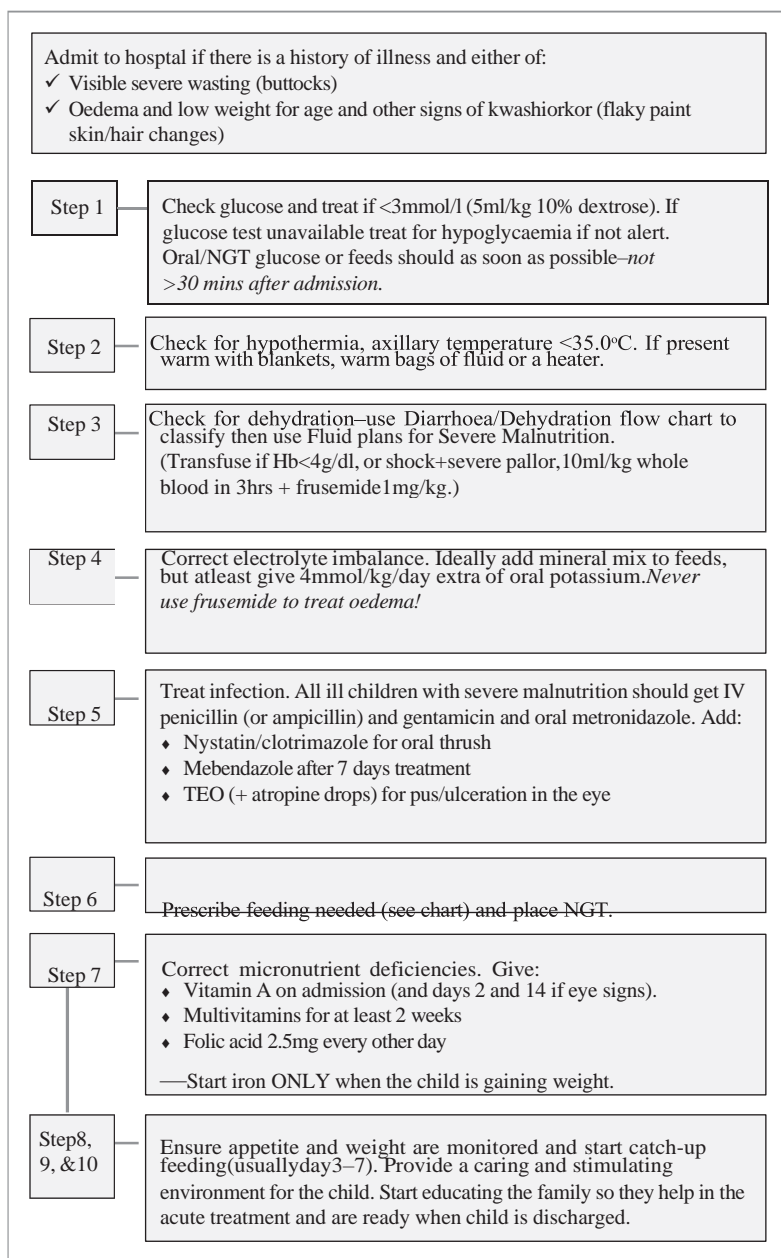 Admit to hosptal if there is a history of illness and either of:
✓ Visible severe wasting (buttocks)
✓ Oedema and low weight for age and other signs of kwashiorkor (flaky paint
skin/hair changes)
Step 1
Check glucose and treat if <3mmol/l (5ml/kg 10% dextrose). If
glucose test unavailable treat for hypoglycaemia if not alert.
Oral/NGT glucose or feeds should as soon as possible–not
>30 mins after admission.
Step 2
Check for hypothermia, axillary temperature <35.0ºC. If present
warm with blankets, warm bags of fluid or a heater.
Step 3
Check for dehydration–use Diarrhoea/Dehydration flow chart to
classify then use Fluid plans for Severe Malnutrition.
(Transfuse if Hb<4g/dl, or shock+severe pallor,10ml/kg whole
blood in 3hrs + frusemide1mg/kg.)
Step 4
Correct electrolyte imbalance. Ideally add mineral mix to feeds,
but atleast give 4mmol/kg/day extra of oral potassium.Never
use frusemide to treat oedema!
Step 5
Treat infection. All ill children with severe malnutrition should get IV
penicillin (or ampicillin) and gentamicin and oral metronidazole. Add:
♦ Nystatin/clotrimazole for oral thrush
♦ Mebendazole after 7 days treatment
♦ TEO (+ atropine drops) for pus/ulceration in the eye
Step 6
Prescribe feeding needed (see chart) and place NGT.
Step 7
Correct micronutrient deficiencies. Give:
♦ Vitamin A on admission (and days 2 and 14 if eye signs).
♦ Multivitamins for at least 2 weeks
♦ Folic acid 2.5mg every other day
—Start iron ONLY when the child is gaining weight.
Step8,
9, &10
Ensure appetite and weight are monitored and start catch-up
feeding(usuallyday3–7). Provide a caring and stimulating
environment for the child. Start educating the family so they help in the
acute treatment and are ready when child is discharged.